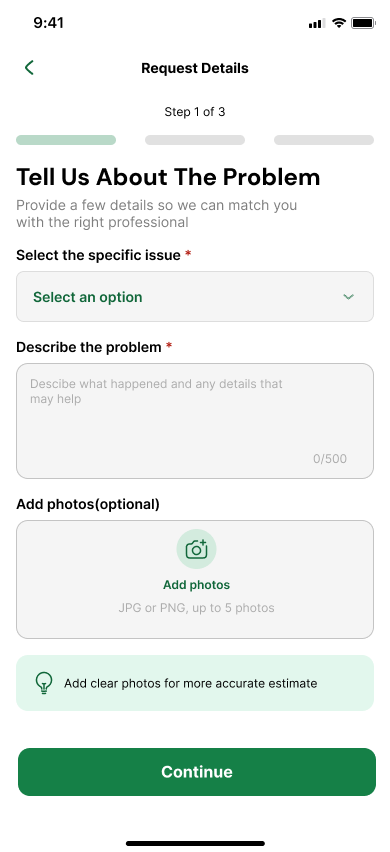 9:41
Request Details
Step 1 of 3
Tell Us About The Problem
Provide a few details so we can match you
with the right professional
Select the specific issue *
Select an option
Describe the problem *
Descibe what happened and any details that
may help
0/500
Add photos(optional)
Add photos
JPG or PNG, up to 5 photos
Add clear photos for more accurate estimate
Continue